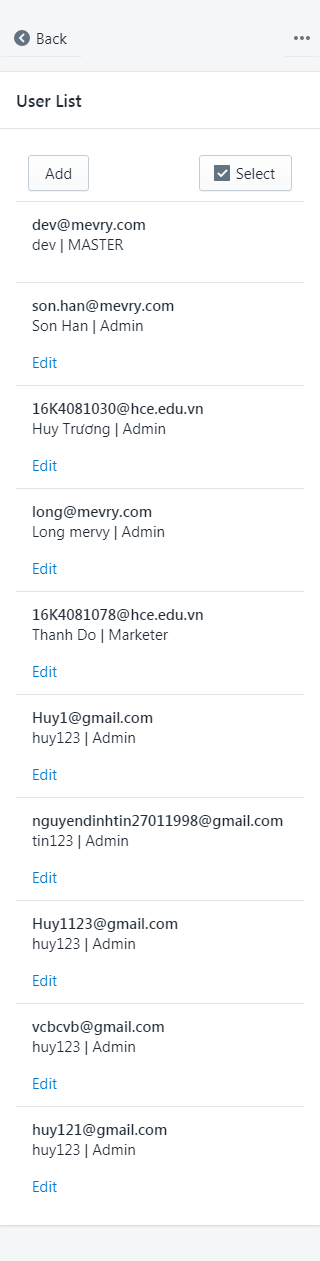 Back
User List
Add
Select
dev@mevry.com
dev | MASTER
son.han@mevry.com
Son Han | Admin
Edit
16K4081030@hce.edu.vn
Huy Trương | Admin
Edit
long@mevry.com
Long mervy | Admin
Edit
16K4081078@hce.edu.vn
Thanh Do | Marketer
Edit
Huy1@gmail.com
huy123 | Admin
Edit
nguyendinhtin27011998@gmail.com
tin123 | Admin
Edit
Huy1123@gmail.com
huy123 | Admin
Edit
vcbcvb@gmail.com
huy123 | Admin
Edit
huy121@gmail.com
huy123 | Admin
Edit